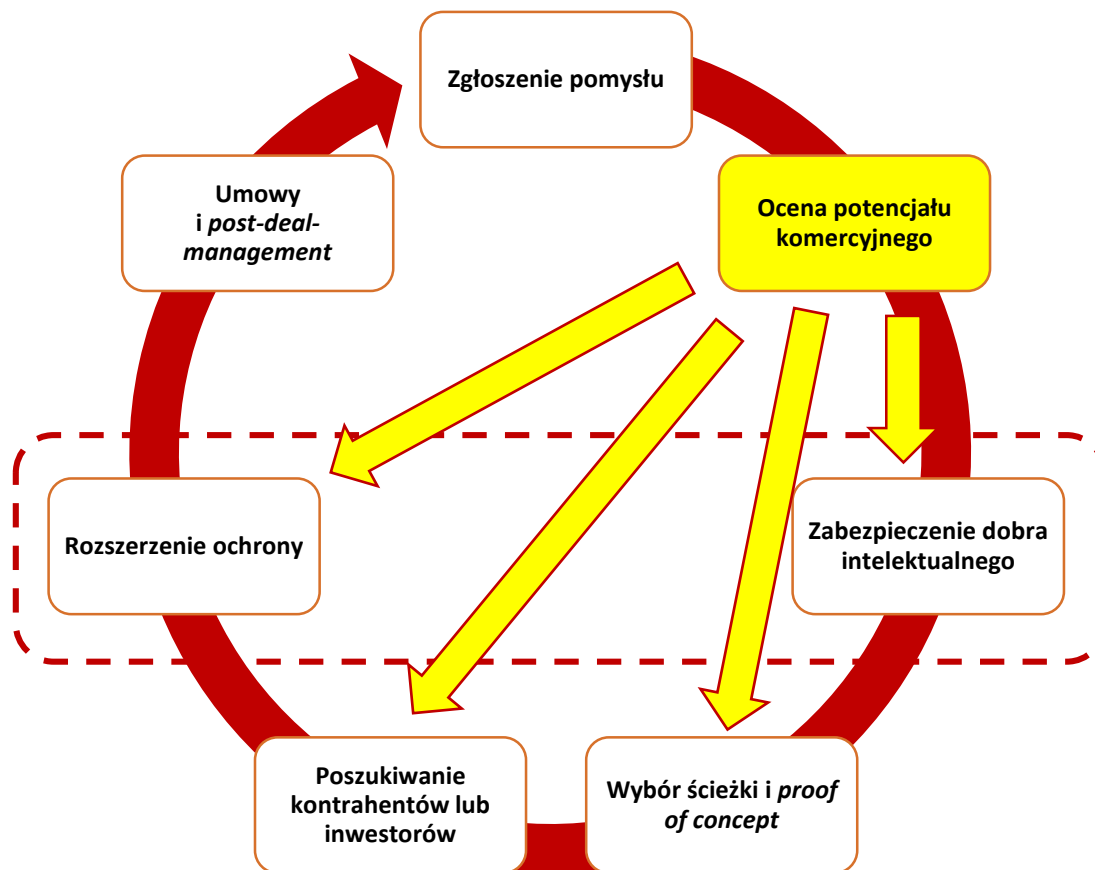 Zgłoszenie pomysłu
Ocena potencjału
komercyjnego
Zabezpieczenie dobra
intelektualnego
Wybór ścieżki i proof
of concept
Poszukiwanie
kontrahentów lub
inwestorów
Rozszerzenie ochrony
Umowy
i post-deal-
management